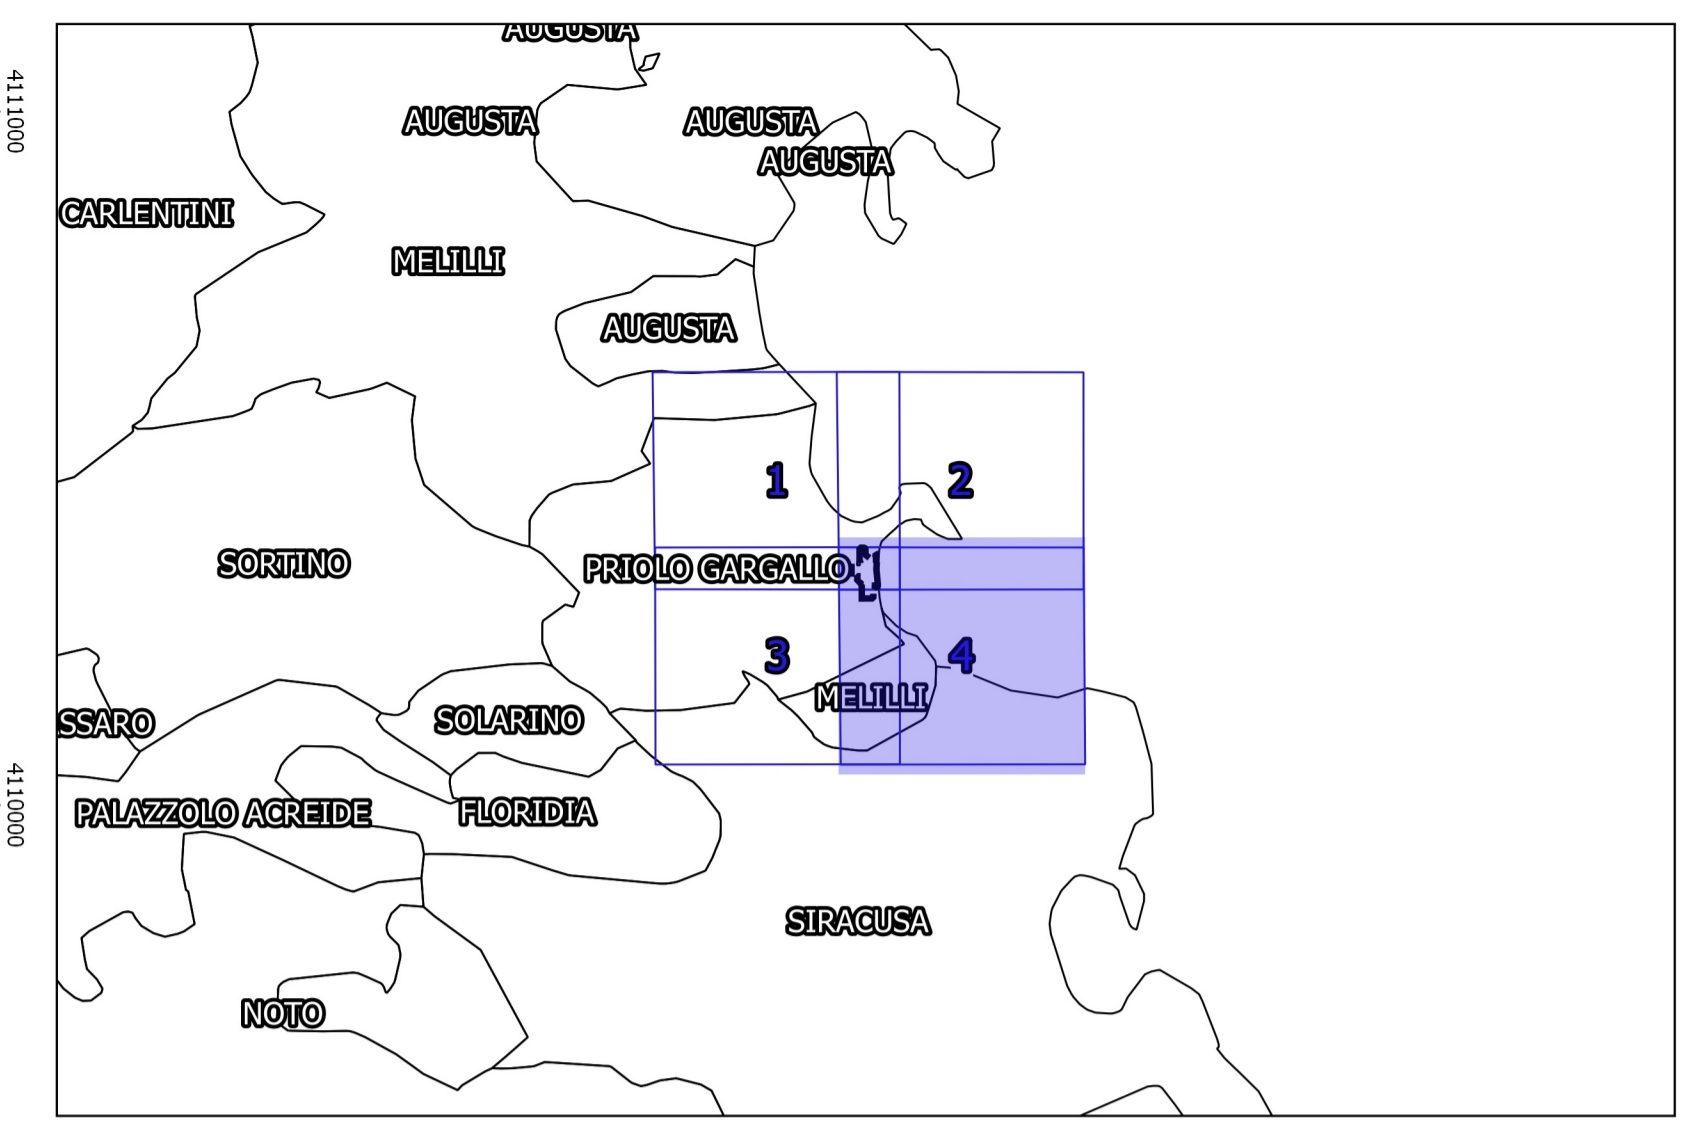 AUGUSTA
4111000
AUGUSTA
AUGUSTA
AUGUSTA
CARLENTINI
MELILLI
AUGUSTA
1
2
SORTINO
PRIOLO GARGALLO
3
4
MELILLI
SSARO
SOLARINO
4110000
PALAZZOLO ACREIDE
FLORIDIA
SIRACUSA
NOTO